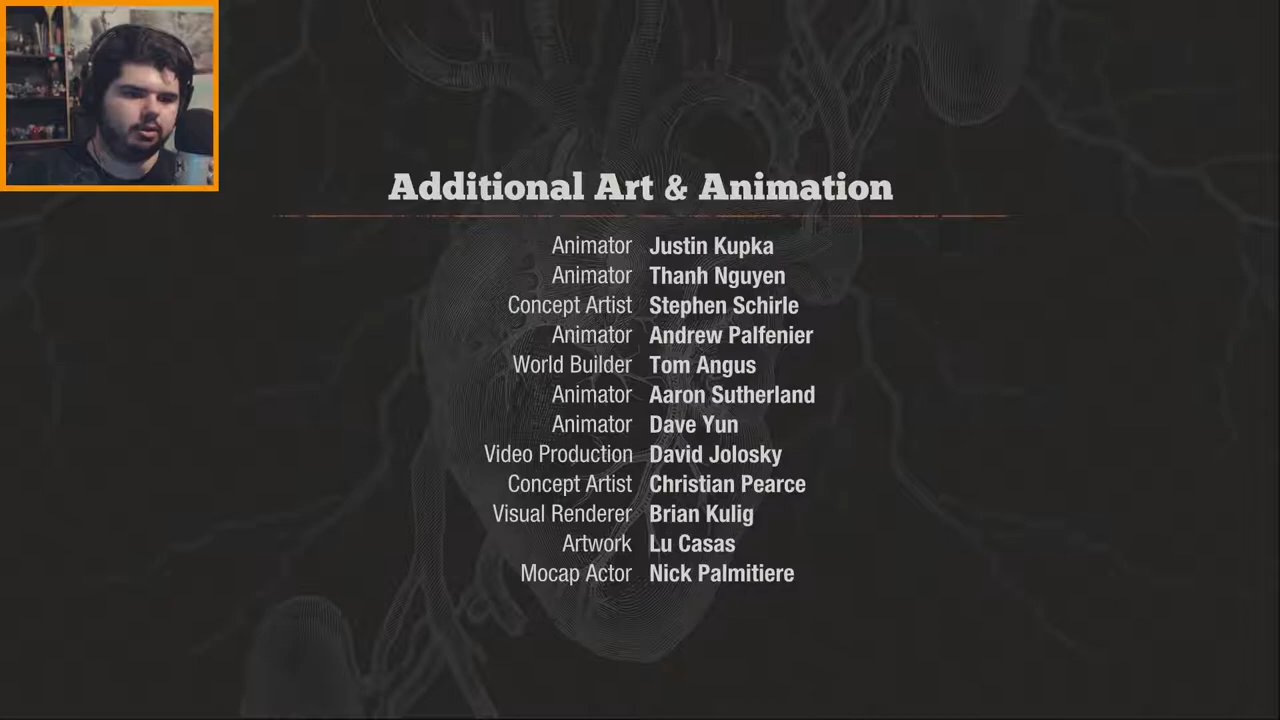 Additional Art & Animation
Animator Justin Kupka
Animator Thanh Nguyen
Concept Artist Stephen Schirle
Animator Andrew Palfenier
World Builder Tom Angus
Animator Aaron Sutherland
Animator Dave Yun
Video Production David Jolosky
Concept Artist Christian Pearce
Visual Renderer Brian Kulig
Artwork Lu Casas
Mocap Actor Nick Palmitiere